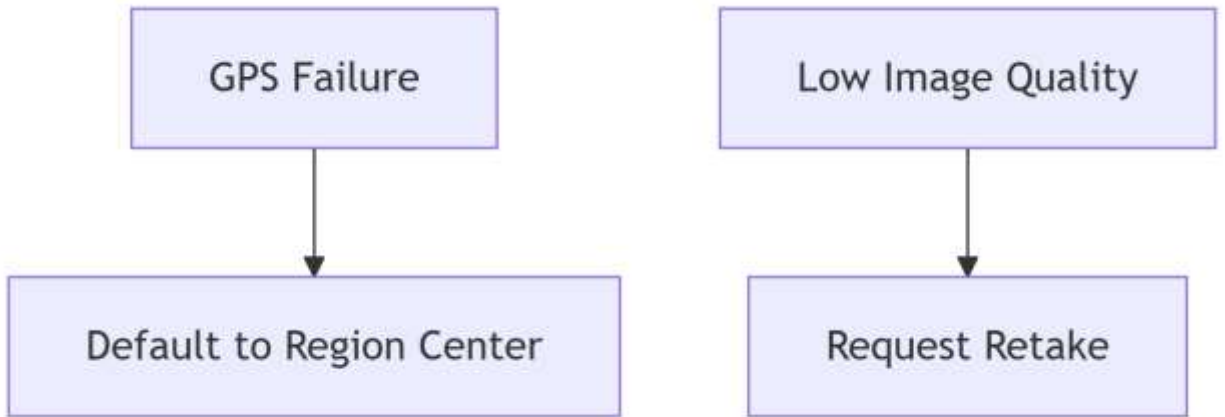 GPS Failure
Low Image Quality
Default to Region Center
Request Retake